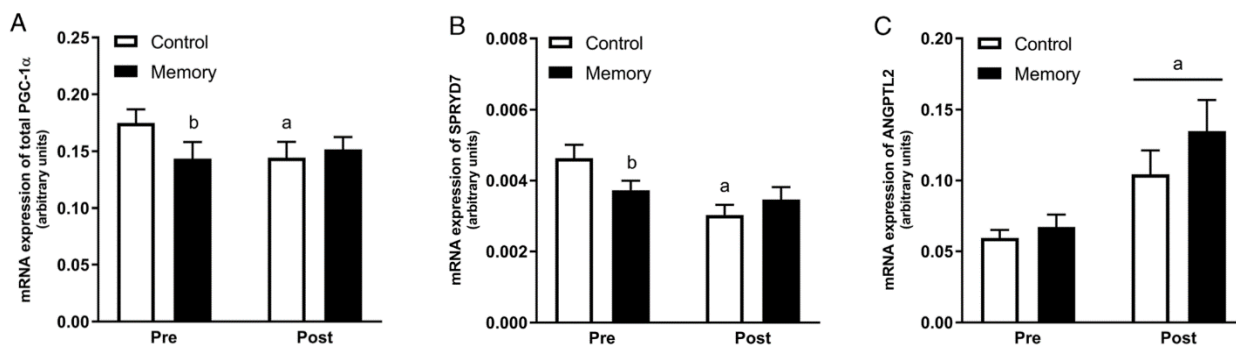 A
mRNA expression of total PGC-1α
(arbitrary units)
0.25
0.20
0.15
0.10
0.05
0.00
Control
Memory
b
a
Pre
Post
B
mRNA expression of SPRYD7
(arbitrary units)
0.008
0.006
0.004
0.002
0.000
Control
Memory
b
a
Pre
Post
C
mRNA expression of ANGPTL2
(arbitrary units)
0.20
0.15
0.10
0.05
0.00
Control
Memory
a
Pre
Post